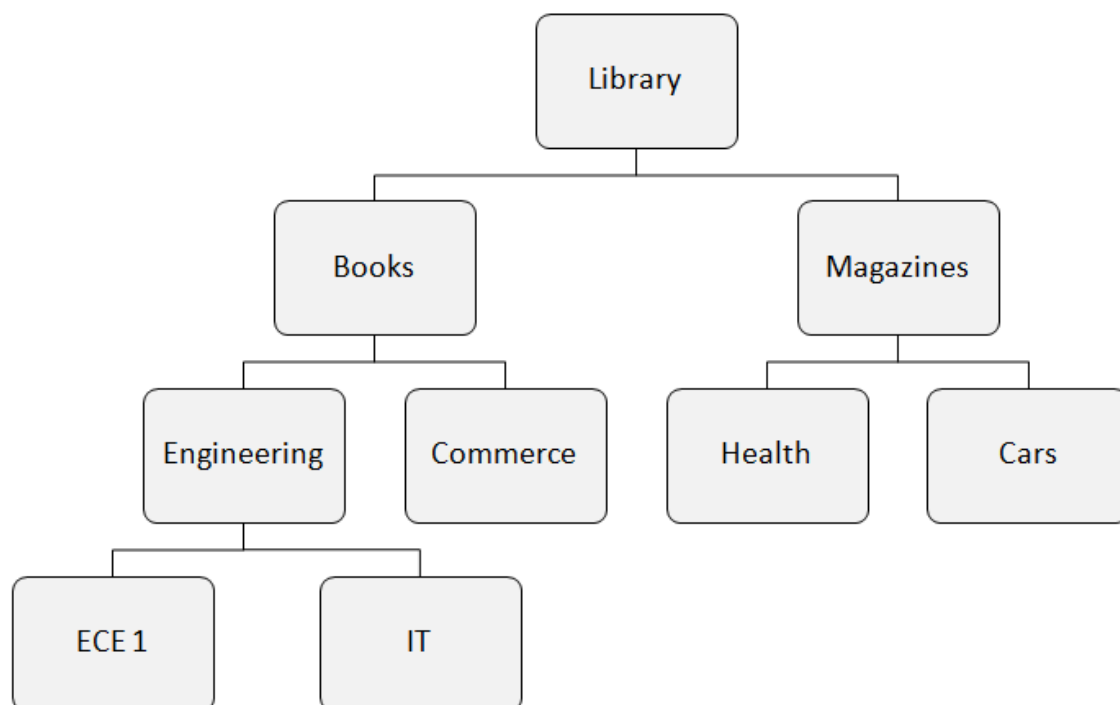 Library
Books
Magazines
Engineering
Commerce
Health
Cars
ECE 1
IT